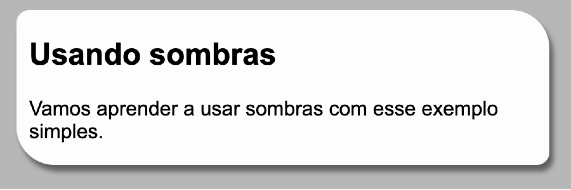 Usando sombras
Vamos aprender a usar sombras com esse exemplo
simples.